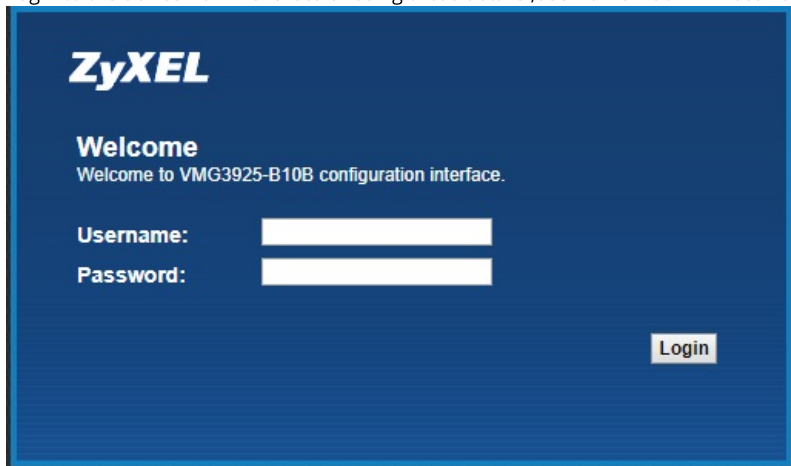 ZyXEL
Welcome
Welcome to VMG3925-B10B configuration interface.
Username:
Password:
Login